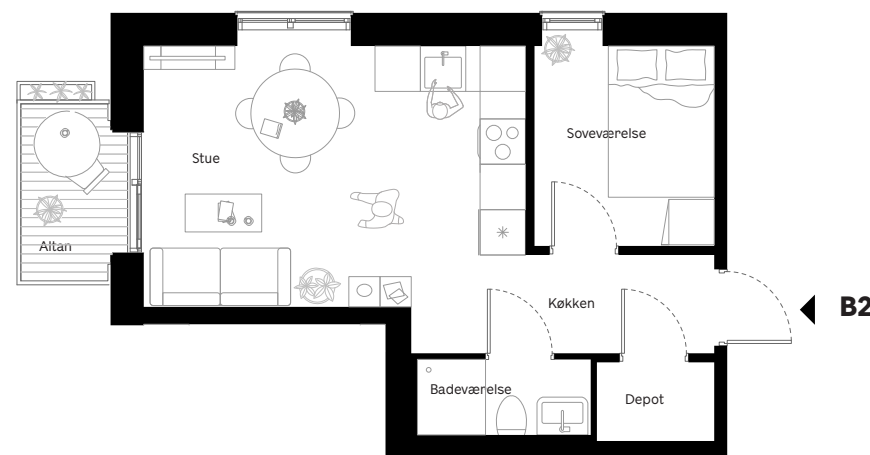 Soveværelse
Stue
Altan
Køkken
B2
Badeværelse
Depot